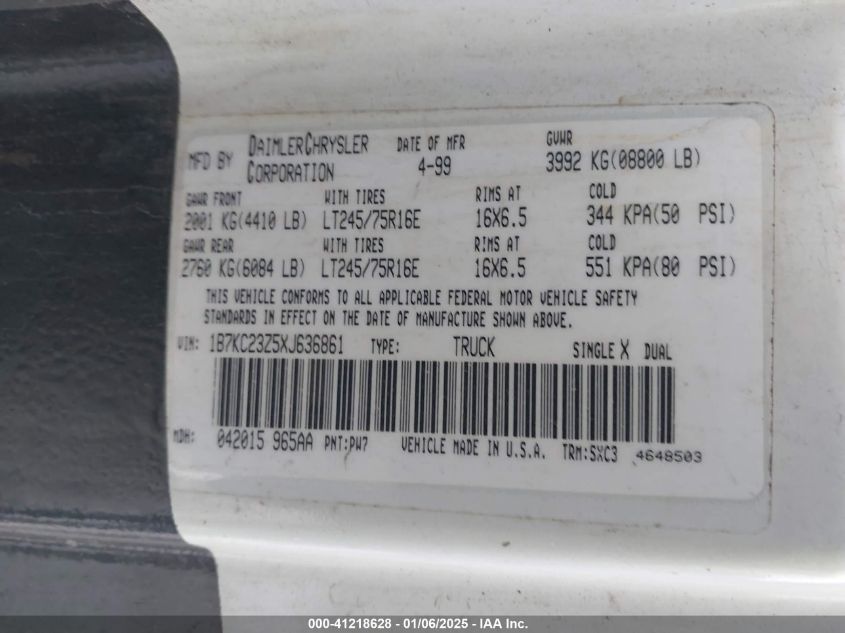 MFD BY DAIMLERCHRYSLER CORPORATION DATE OF MFR 4-99 GVWR 3992 KG(08800 LB)
GAWR FRONT WITH TIRES RIMS AT COLD
2001 KG(4410 LB) LT245/75R16E 16X6.5 344 KPA(50 PSI)
GAWR REAR WITH TIRES RIMS AT COLD
2760 KG(6084 LB) LT245/75R16E 16X6.5 551 KPA(80 PSI)
THIS VEHICLE CONFORMS TO ALL APPLICABLE FEDERAL MOTOR VEHICLE SAFETY
STANDARDS IN EFFECT ON THE DATE OF MANUFACTURE SHOWN ABOVE.
VIN: 1B7KC23Z5XJ636861 TYPE: TRUCK SINGLE X DUAL
MDH: 042015 965AA PNT:PW7 VEHICLE MADE IN U.S.A. TRM:SXC3 4648503
000-41218628 - 01/06/2025 - IAA Inc.